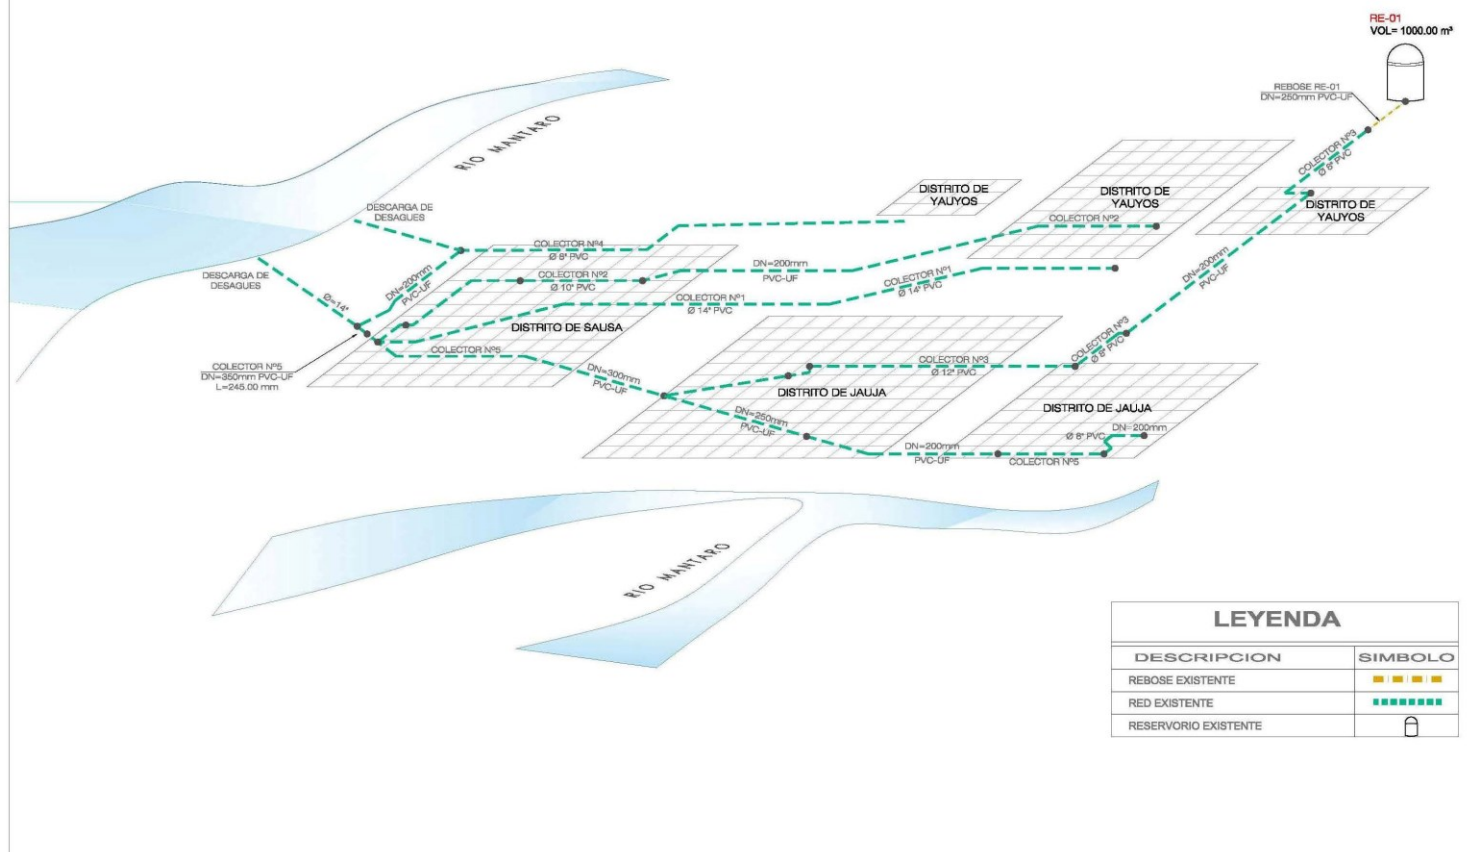 RE-01
VOL= 1000.00 m³
REBOSE RE-01
DN=250mm PVC-UF
COLECTOR Nº3
Ø 8" PVC
RIO MANTARO
DISTRITO DE
YAUYOS
DISTRITO DE
YAUYOS
DISTRITO DE
YAUYOS
DESCARGA DE
DESAGUES
COLECTOR Nº2
COLECTOR Nº4
Ø 8" PVC
DN=200mm
PVC-UF
DESCARGA DE
DESAGUES
DN=200mm
PVC-UF
COLECTOR Nº2
Ø 10" PVC
COLECTOR Nº1
Ø 14" PVC
DN=200mm
PVC-UF
Ø=14"
COLECTOR Nº1
Ø 14" PVC
DISTRITO DE SAUSA
COLECTOR Nº3
Ø 8" PVC
COLECTOR Nº5
COLECTOR Nº5
DN=350mm PVC-UF
L=245.00 mm
DN=300mm
PVC-UF
COLECTOR Nº3
Ø 12" PVC
DISTRITO DE JAUJA
DISTRITO DE JAUJA
DN=250mm
PVC-UF
DN=200mm
Ø 8" PVC
DN=200mm
PVC-UF
COLECTOR Nº5
RIO MANTARO
LEYENDA
DESCRIPCION SIMBOLO
REBOSE EXISTENTE
RED EXISTENTE
RESERVORIO EXISTENTE